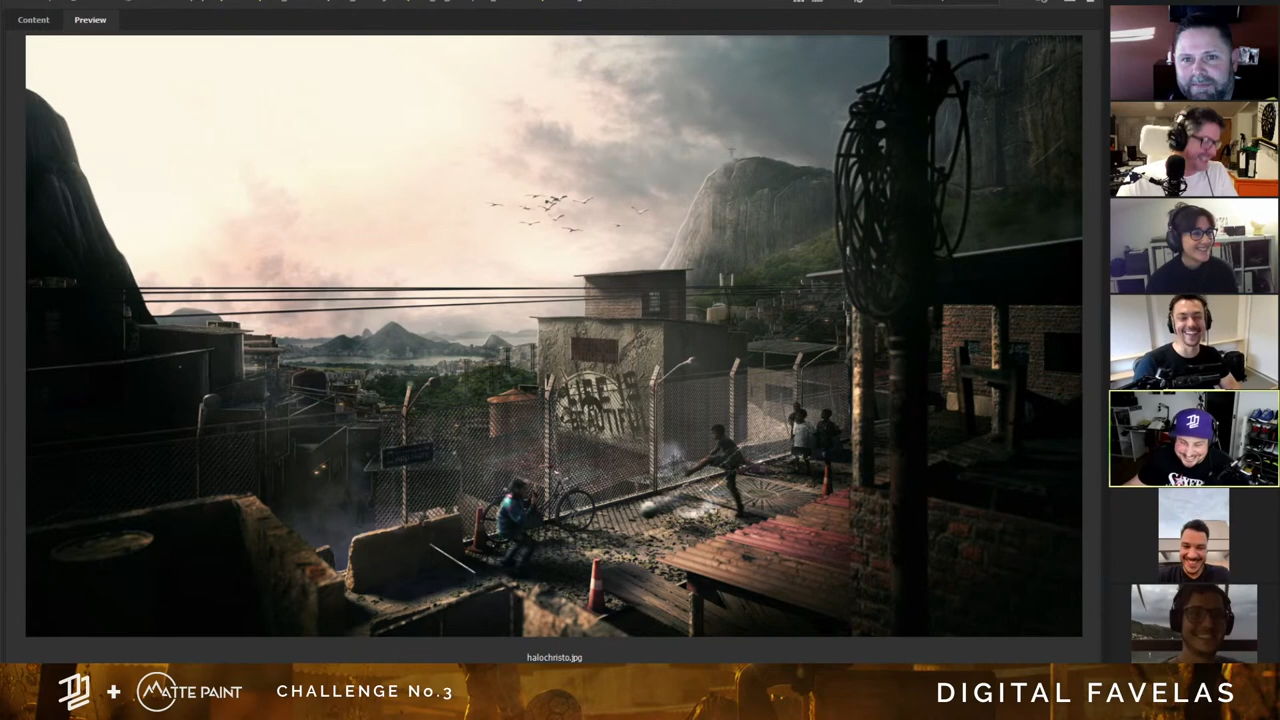 Content
Preview
halochristo.jpg
+ MATTE PAINT
CHALLENGE No.3
DIGITAL FAVELAS